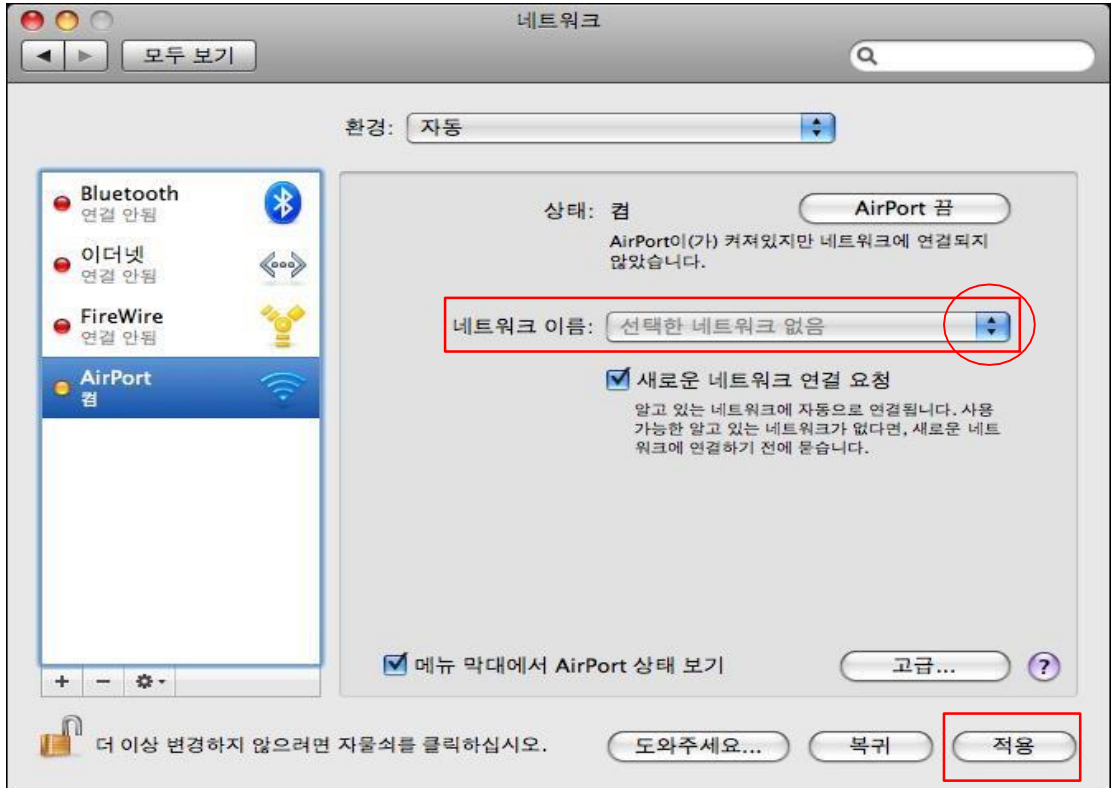 네트워크
모두 보기
환경: 자동
Bluetooth
연결 안됨
이더넷
연결 안됨
FireWire
연결 안됨
AirPort
켬
상태: 켬
AirPort 끔
AirPort이(가) 켜져있지만 네트워크에 연결되지
않았습니다.
네트워크 이름: 선택한 네트워크 없음
새로운 네트워크 연결 요청
알고 있는 네트워크에 자동으로 연결됩니다. 사용
가능한 알고 있는 네트워크가 없다면, 새로운 네트
워크에 연결하기 전에 묻습니다.
메뉴 막대에서 AirPort 상태 보기
고급...
?
더 이상 변경하지 않으려면 자물쇠를 클릭하십시오.
도와주세요...
복귀
적용